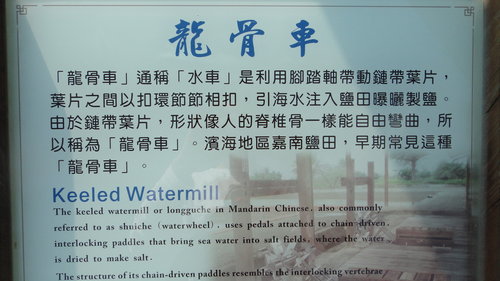 龍骨車
「龍骨車」通稱「水車」是利用腳踏軸帶動鏈帶葉片，
葉片之間以扣環節節相扣，引海水注入鹽田曝曬製鹽。
由於鏈帶葉片，形狀像人的脊椎骨一樣能自由彎曲，所
以稱為「龍骨車」。濱海地區嘉南鹽田，早期常見這種
「龍骨車」。
Keeled Watermill
The keeled watermill or longguche in Mandarin Chinese, also commonly
referred to as shuiche (waterwheel), uses pedals attached to chain-driven,
interlocking paddles that bring sea water into salt fields, where the water
is dried to make salt.
The structure of its chain-driven paddles resembles the interlocking vertebrae